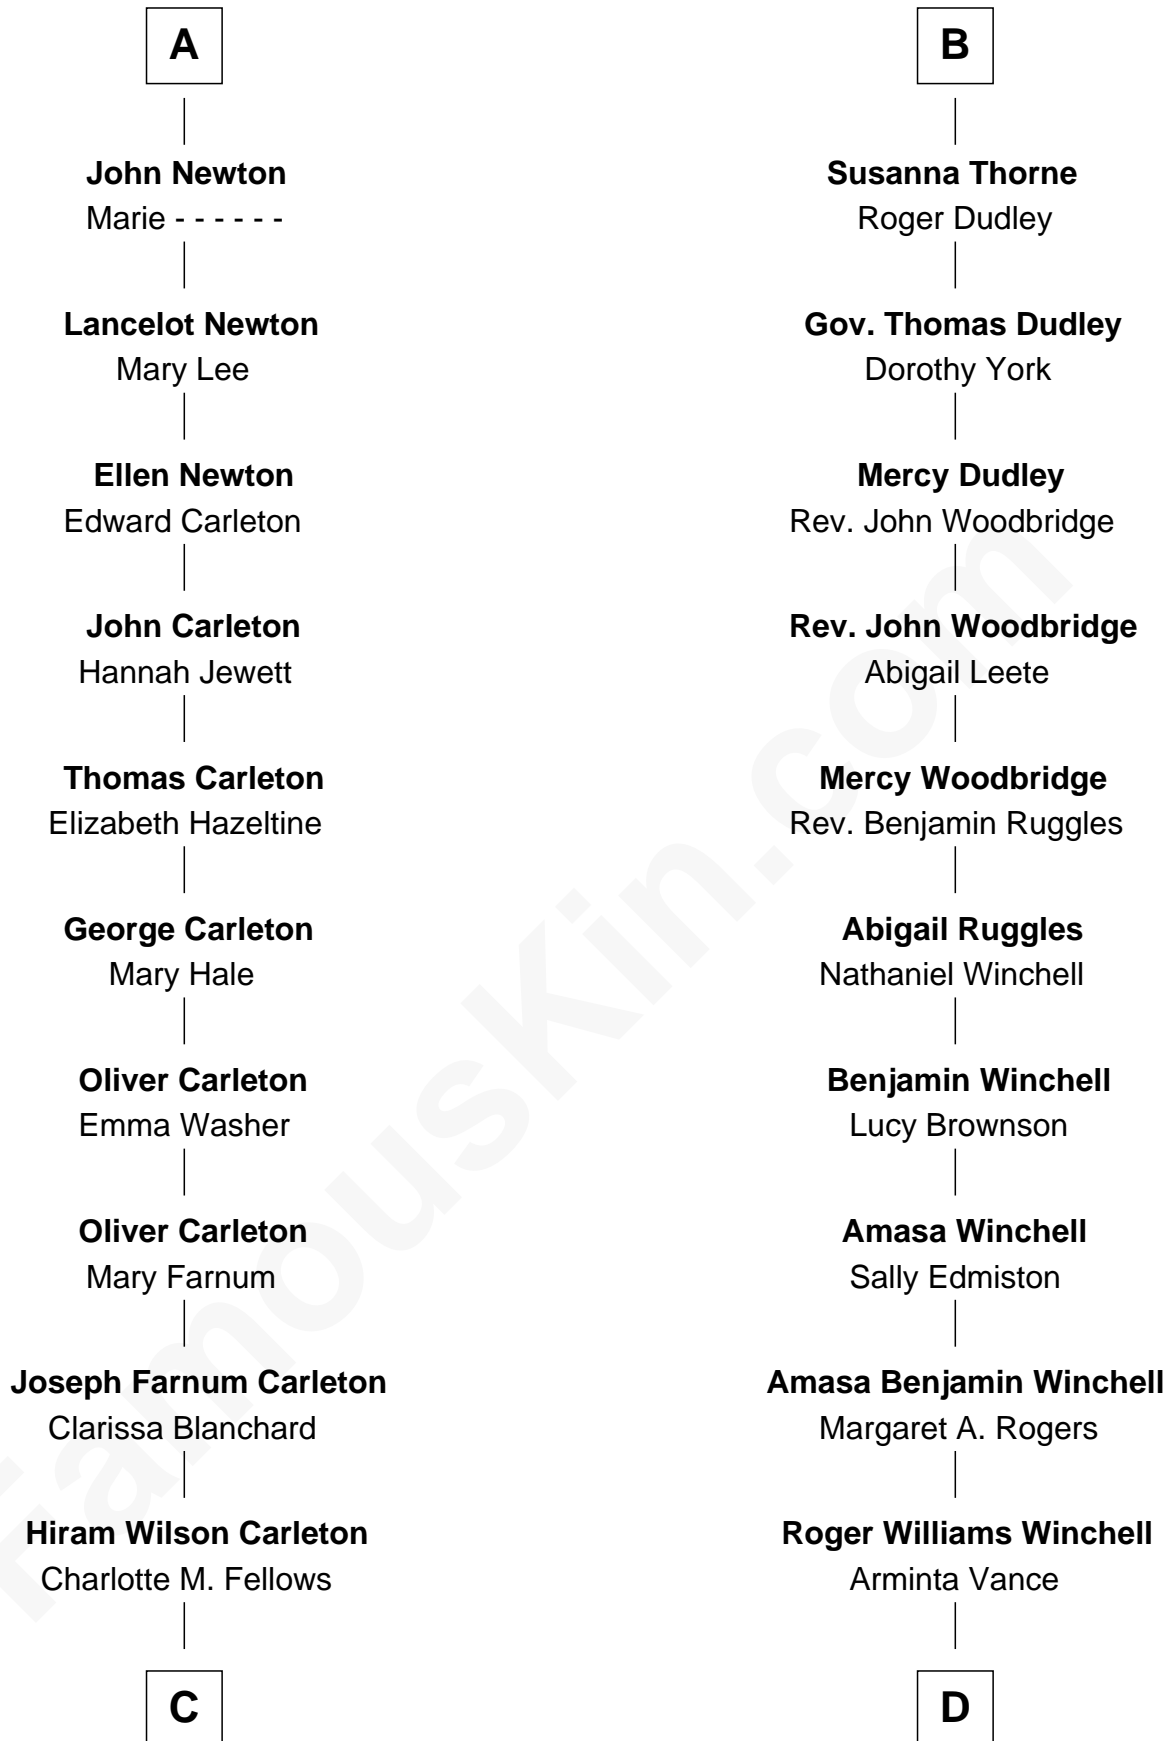 A
John Newton
Marie - - - - - -
Lancelot Newton
Mary Lee
Ellen Newton
Edward Carleton
John Carleton
Hannah Jewett
Thomas Carleton
Elizabeth Hazeltine
George Carleton
Mary Hale
Oliver Carleton
Emma Washer
Oliver Carleton
Mary Farnum
Joseph Farnum Carleton
Clarissa Blanchard
Hiram Wilson Carleton
Charlotte M. Fellows
C
B
Susanna Thorne
Roger Dudley
Gov. Thomas Dudley
Dorothy York
Mercy Dudley
Rev. John Woodbridge
Rev. John Woodbridge
Abigail Leete
Mercy Woodbridge
Rev. Benjamin Ruggles
Abigail Ruggles
Nathaniel Winchell
Benjamin Winchell
Lucy Brownson
Amasa Winchell
Sally Edmiston
Amasa Benjamin Winchell
Margaret A. Rogers
Roger Williams Winchell
Arminta Vance
D
FamousKin.com